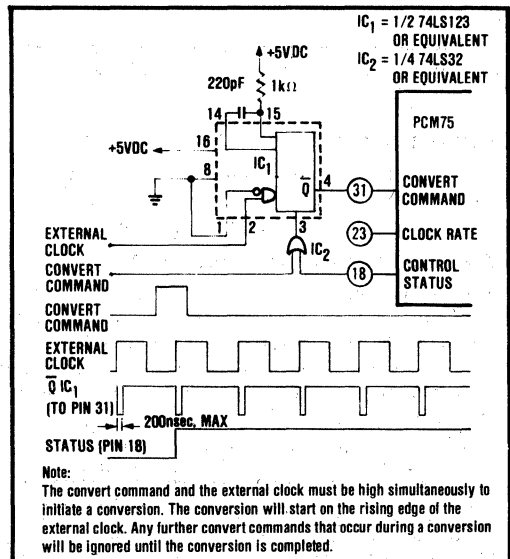 IC1 = 1/2 74LS123
OR EQUIVALENT
IC2 = 1/4 74LS32
OR EQUIVALENT
+5V.DC
220pF
1kΩ
14
15
PCM75
+5VDC
16
IC1
8
Q̅
4
31
CONVERT
COMMAND
1
2
3
23
CLOCK RATE
EXTERNAL
CLOCK
IC2
CONVERT
COMMAND
18
CONTROL
STATUS
CONVERT
COMMAND
EXTERNAL
CLOCK
Q̅ IC1
(TO PIN 31)
200nsec, MAX
STATUS (PIN 18)
Note:
The convert command and the external clock must be high simultaneously to
initiate a conversion. The conversion will start on the rising edge of the
external clock. Any further convert commands that occur during a conversion
will be ignored until the conversion is completed.